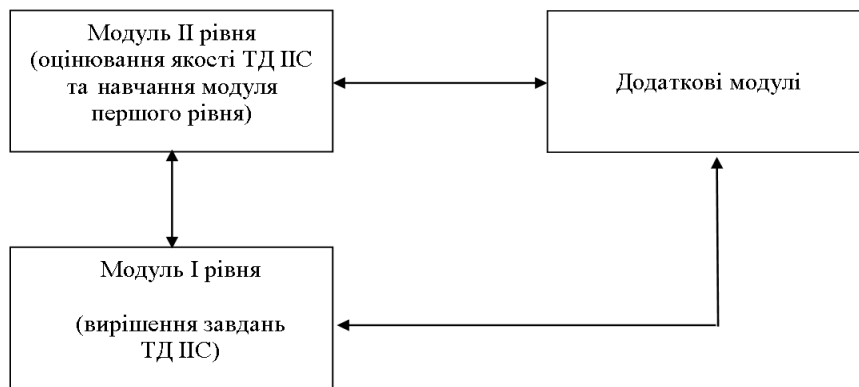 Модуль ІІ рівня
(оцінювання якості ТД ІІС
та навчання модуля
першого рівня)
Додаткові модулі
Модуль І рівня
(вирішення завдань
ТД ІІС)